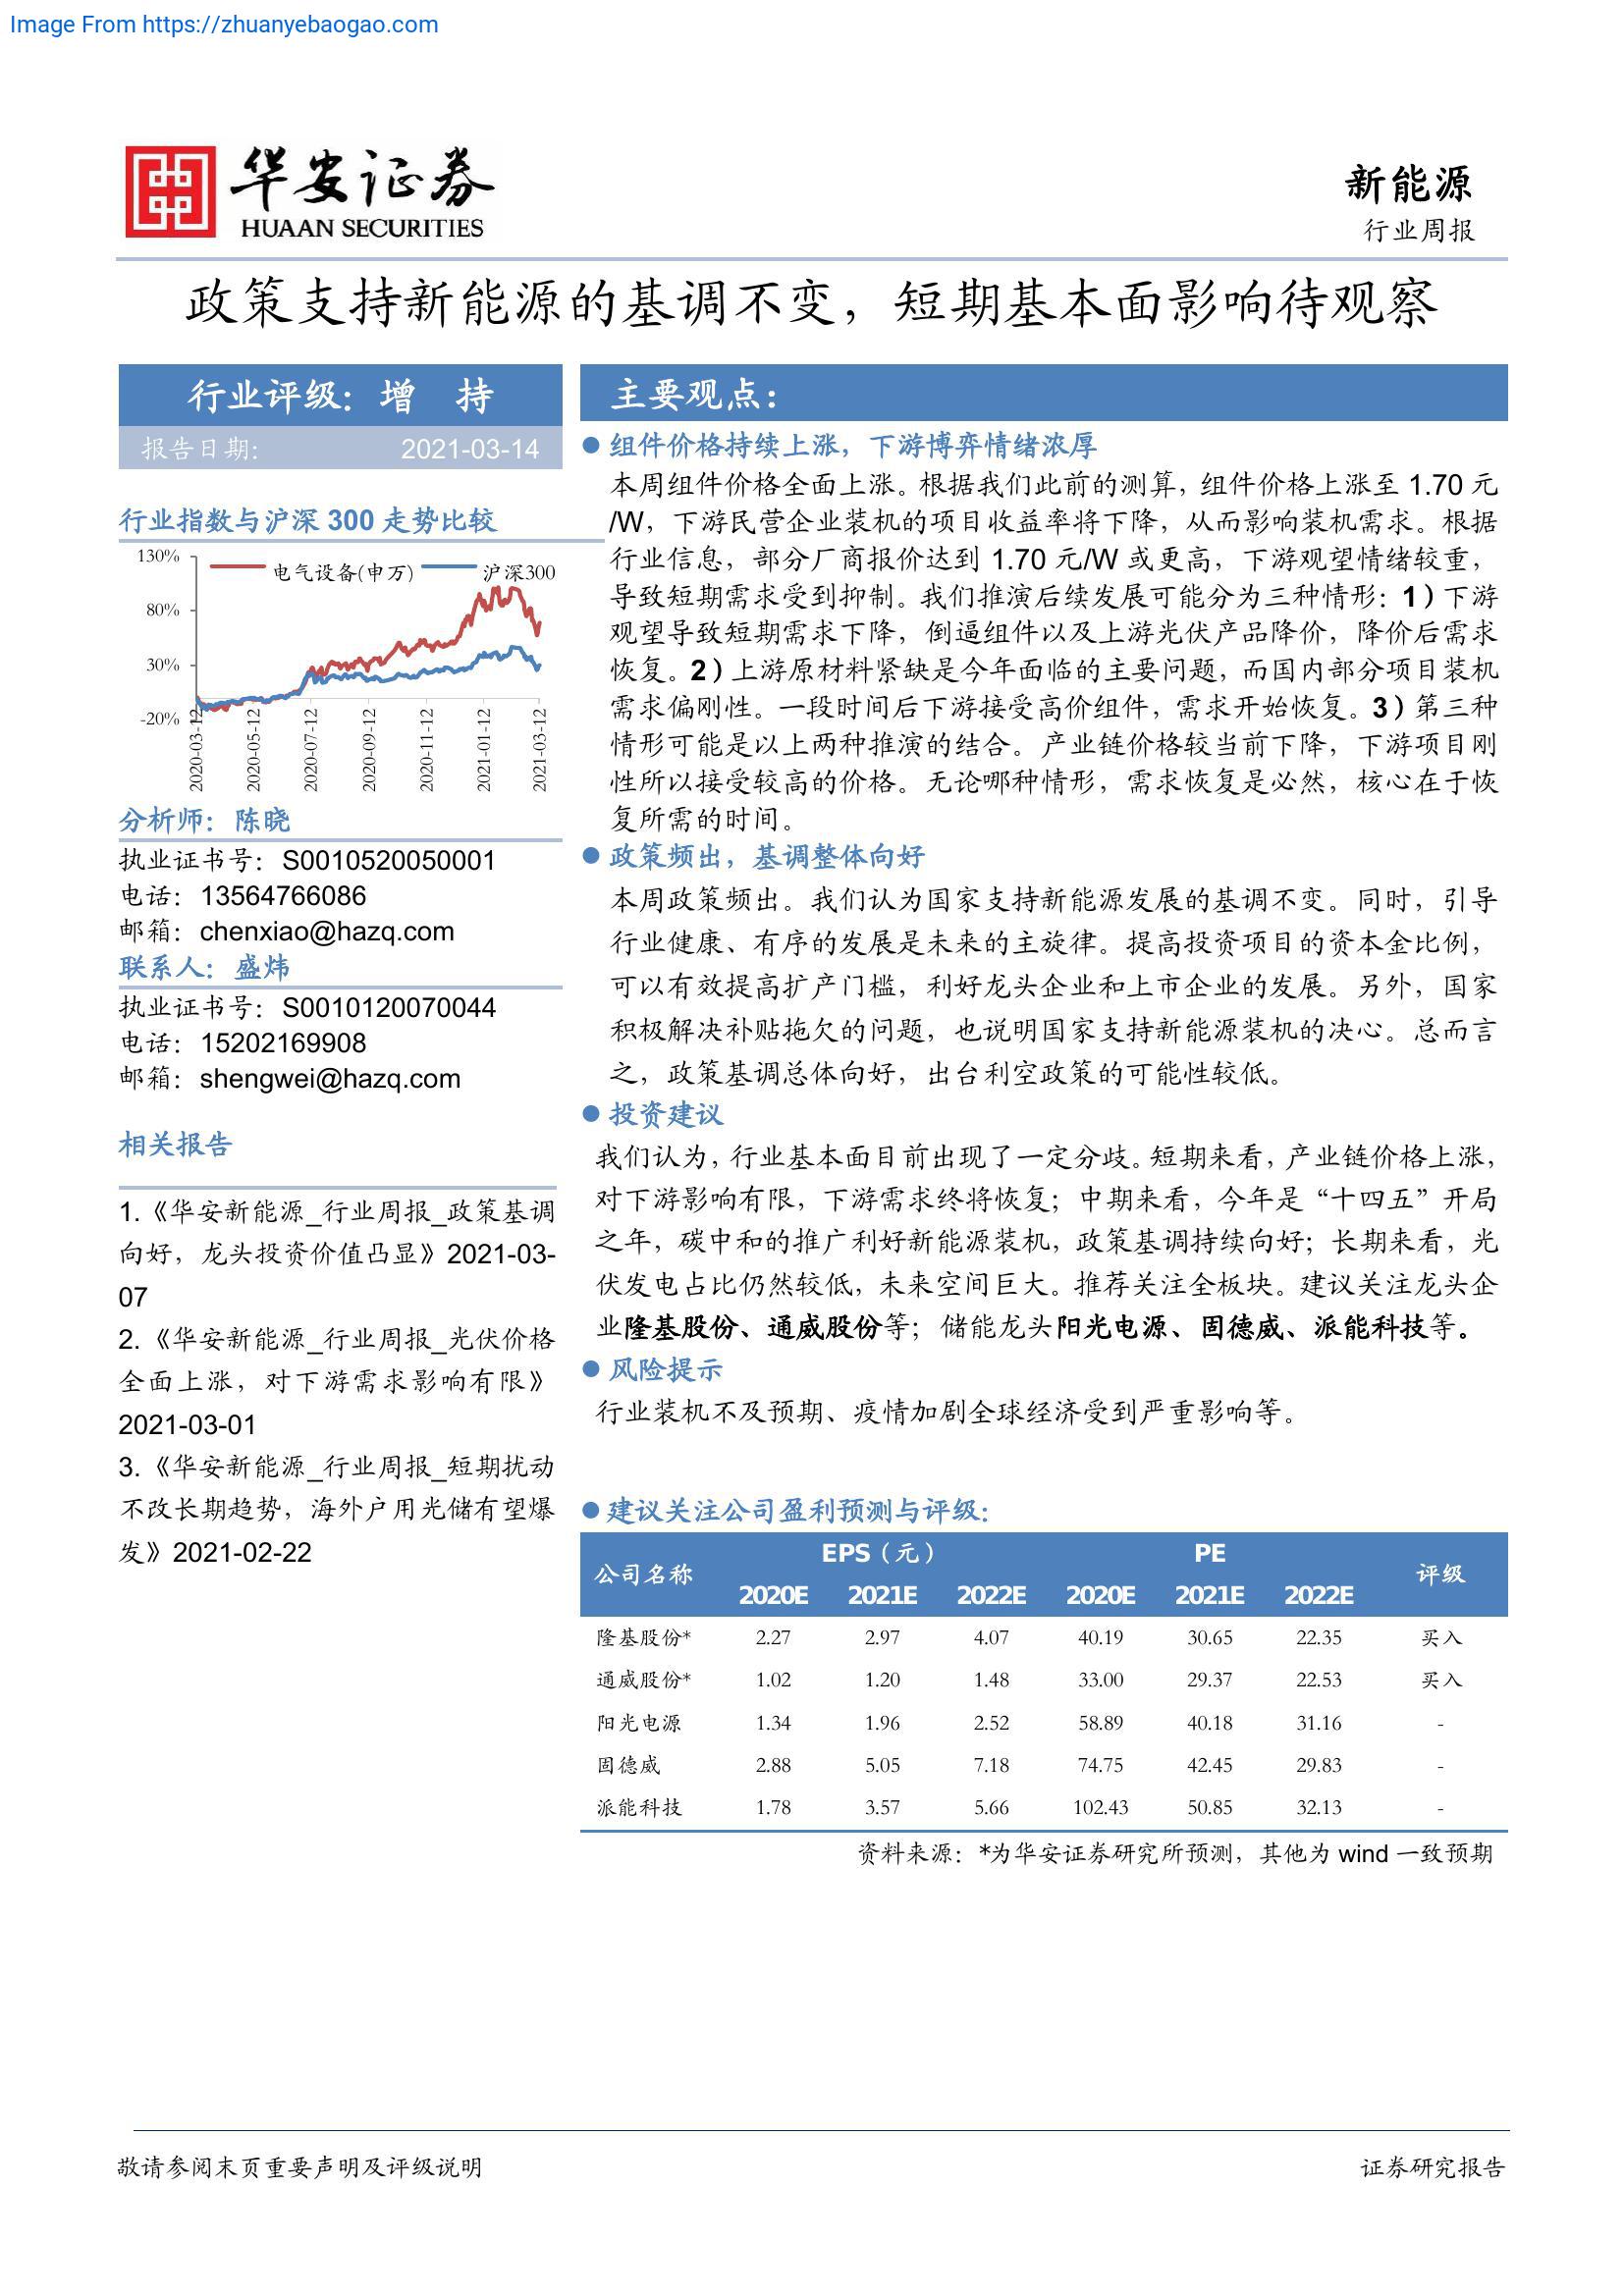 Image From https://zhuanyebaogao.com
华安证券
HUAAN SECURITIES
新能源
行业周报
政策支持新能源的基调不变，短期基本面影响待观察
行业评级：增 持
报告日期： 2021-03-14
行业指数与沪深 300 走势比较
电气设备(申万) 沪深300
130%
80%
30%
-20%
2020-03-12
2020-05-12
2020-07-12
2020-09-12
2020-11-12
2021-01-12
2021-03-12
分析师：陈晓
执业证书号：S0010520050001
电话：13564766086
邮箱：chenxiao@hazq.com
联系人：盛炜
执业证书号：S0010120070044
电话：15202169908
邮箱：shengwei@hazq.com
相关报告
1.《华安新能源_行业周报_政策基调
向好，龙头投资价值凸显》2021-03-
07
2.《华安新能源_行业周报_光伏价格
全面上涨，对下游需求影响有限》
2021-03-01
3.《华安新能源_行业周报_短期扰动
不改长期趋势，海外户用光储有望爆
发》2021-02-22
主要观点：
● 组件价格持续上涨，下游博弈情绪浓厚
本周组件价格全面上涨。根据我们此前的测算，组件价格上涨至 1.70 元
/W，下游民营企业装机的项目收益率将下降，从而影响装机需求。根据
行业信息，部分厂商报价达到 1.70 元/W 或更高，下游观望情绪较重，
导致短期需求受到抑制。我们推演后续发展可能分为三种情形：1）下游
观望导致短期需求下降，倒逼组件以及上游光伏产品降价，降价后需求
恢复。2）上游原材料紧缺是今年面临的主要问题，而国内部分项目装机
需求偏刚性。一段时间后下游接受高价组件，需求开始恢复。3）第三种
情形可能是以上两种推演的结合。产业链价格较当前下降，下游项目刚
性所以接受较高的价格。无论哪种情形，需求恢复是必然，核心在于恢
复所需的时间。
● 政策频出，基调整体向好
本周政策频出。我们认为国家支持新能源发展的基调不变。同时，引导
行业健康、有序的发展是未来的主旋律。提高投资项目的资本金比例，
可以有效提高扩产门槛，利好龙头企业和上市企业的发展。另外，国家
积极解决补贴拖欠的问题，也说明国家支持新能源装机的决心。总而言
之，政策基调总体向好，出台利空政策的可能性较低。
● 投资建议
我们认为，行业基本面目前出现了一定分歧。短期来看，产业链价格上涨，
对下游影响有限，下游需求终将恢复；中期来看，今年是“十四五”开局
之年，碳中和的推广利好新能源装机，政策基调持续向好；长期来看，光
伏发电占比仍然较低，未来空间巨大。推荐关注全板块。建议关注龙头企
业隆基股份、通威股份等；储能龙头阳光电源、固德威、派能科技等。
● 风险提示
行业装机不及预期、疫情加剧全球经济受到严重影响等。
● 建议关注公司盈利预测与评级：
公司名称 EPS（元） PE 评级
2020E 2021E 2022E 2020E 2021E 2022E
隆基股份* 2.27 2.97 4.07 40.19 30.65 22.35 买入
通威股份* 1.02 1.20 1.48 33.00 29.37 22.53 买入
阳光电源 1.34 1.96 2.52 58.89 40.18 31.16 -
固德威 2.88 5.05 7.18 74.75 42.45 29.83 -
派能科技 1.78 3.57 5.66 102.43 50.85 32.13 -
资料来源：*为华安证券研究所预测，其他为 wind 一致预期
敬请参阅末页重要声明及评级说明 证券研究报告